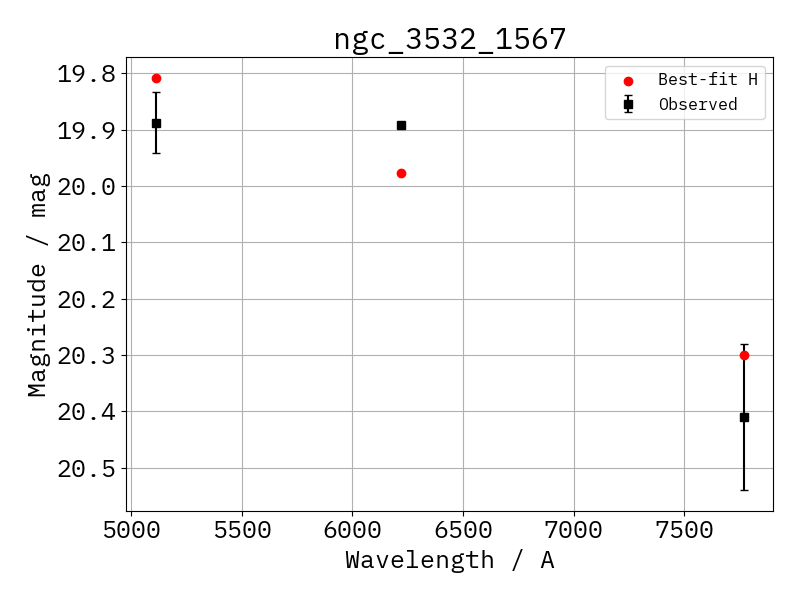 ngc_3532_1567
Best-fit H
Observed
Magnitude / mag
19.8
19.9
20.0
20.1
20.2
20.3
20.4
20.5
5000 5500 6000 6500 7000 7500
Wavelength / A